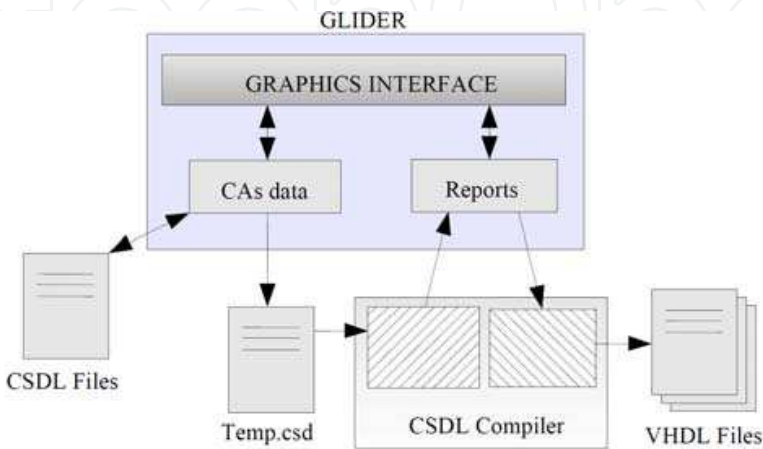 GLIDER
GRAPHICS INTERFACE
CAs data
Reports
CSDL Files
Temp.csd
CSDL Compiler
VHDL Files